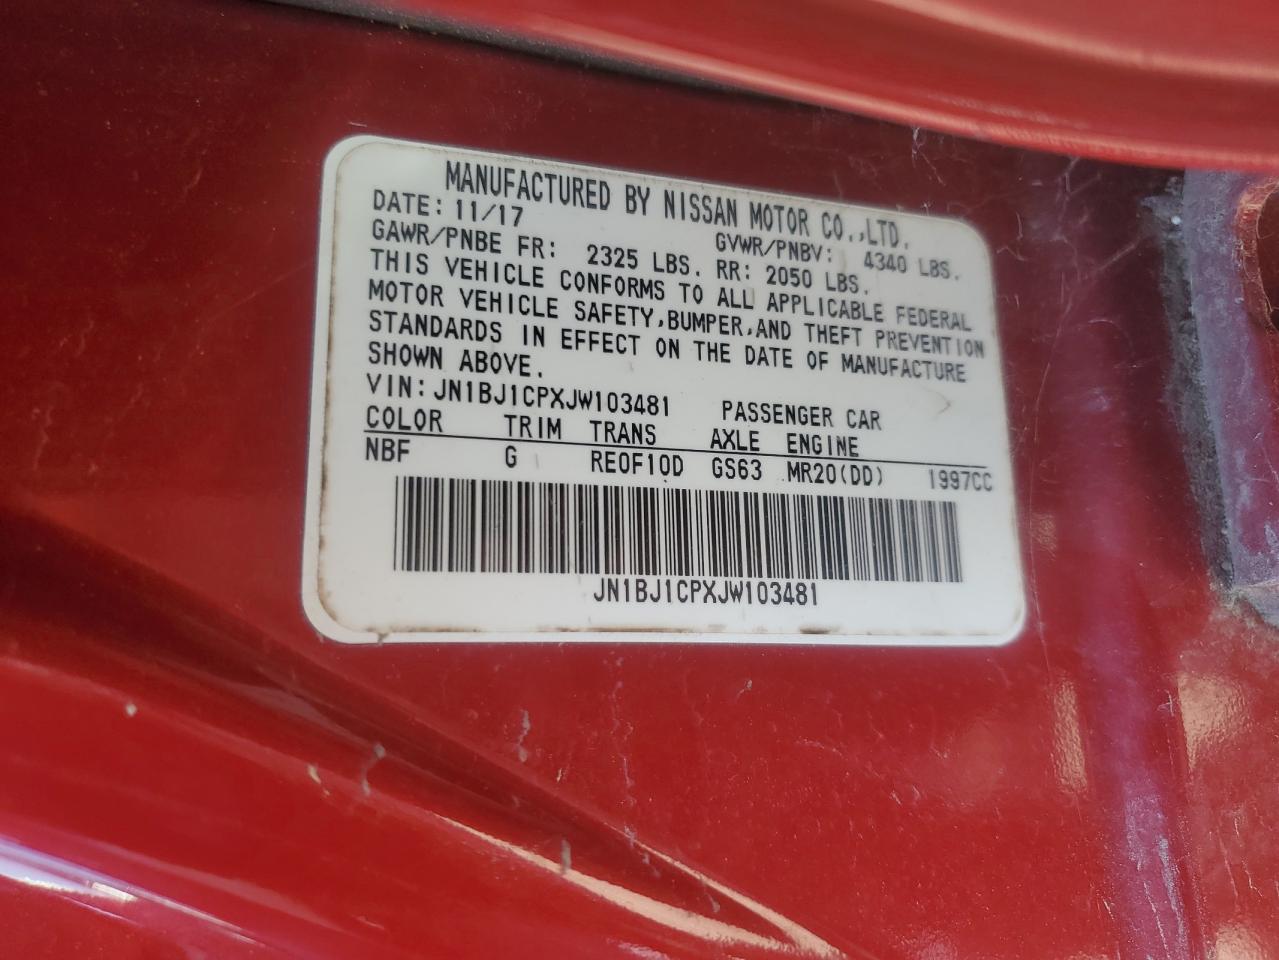 MANUFACTURED BY NISSAN MOTOR CO.,LTD.
DATE: 11/17 GVWR/PNBV: 4340 LBS.
GAWR/PNBE FR: 2325 LBS. RR: 2050 LBS.
THIS VEHICLE CONFORMS TO ALL APPLICABLE FEDERAL
MOTOR VEHICLE SAFETY,BUMPER,AND THEFT PREVENTION
STANDARDS IN EFFECT ON THE DATE OF MANUFACTURE
SHOWN ABOVE.
VIN: JN1BJ1CPXJW103481 PASSENGER CAR
COLOR TRIM TRANS AXLE ENGINE
NBF G RE0F10D GS63 MR20(DD) 1997CC
JN1BJ1CPXJW103481